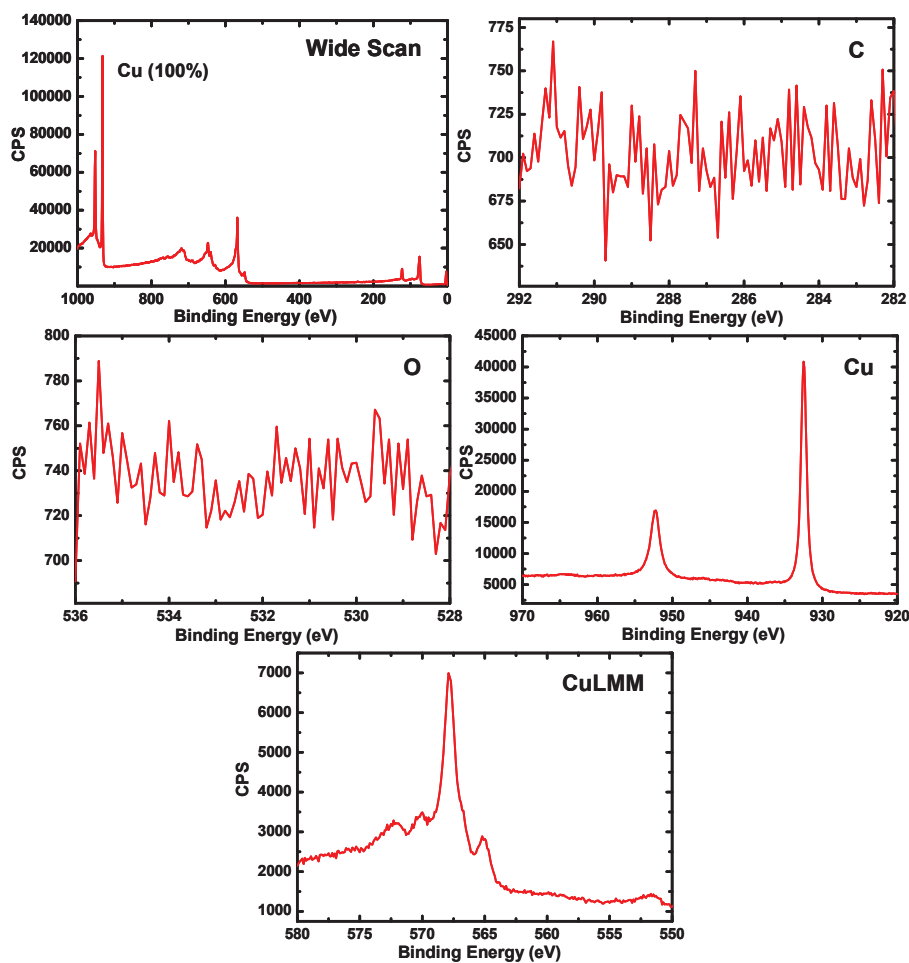 Wide Scan
Cu (100%)
CPS
140000
120000
100000
80000
60000
40000
20000
0
1000 800 600 400 200 0
Binding Energy (eV)
C
CPS
775
750
725
700
675
650
292 290 288 286 284 282
Binding Energy (eV)
O
CPS
800
780
760
740
720
700
536 534 532 530 528
Binding Energy (eV)
Cu
CPS
45000
40000
35000
30000
25000
20000
15000
10000
5000
970 960 950 940 930 920
Binding Energy (eV)
CuLMM
CPS
7000
6000
5000
4000
3000
2000
1000
580 575 570 565 560 555 550
Binding Energy (eV)